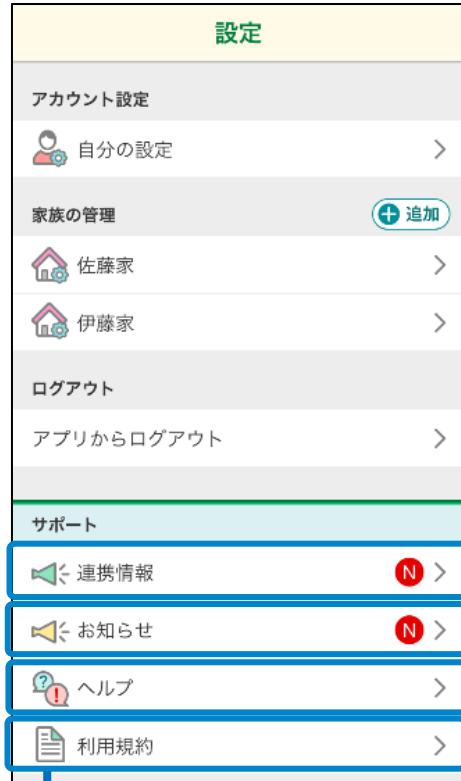 設定
アカウント設定
自分の設定
家族の管理
追加
佐藤家
伊藤家
ログアウト
アプリからログアウト
サポート
連携情報 N
お知らせ N
ヘルプ
利用規約